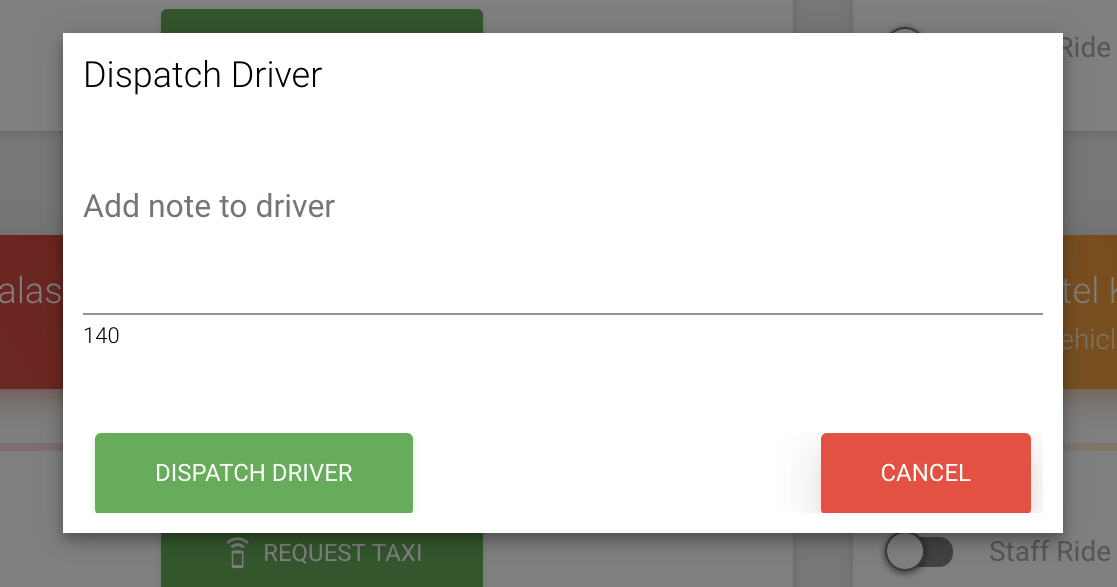 Ride
Dispatch Driver
Add note to driver
alas
tel
ehicl
140
DISPATCH DRIVER
CANCEL
REQUEST TAXI
Staff Ride